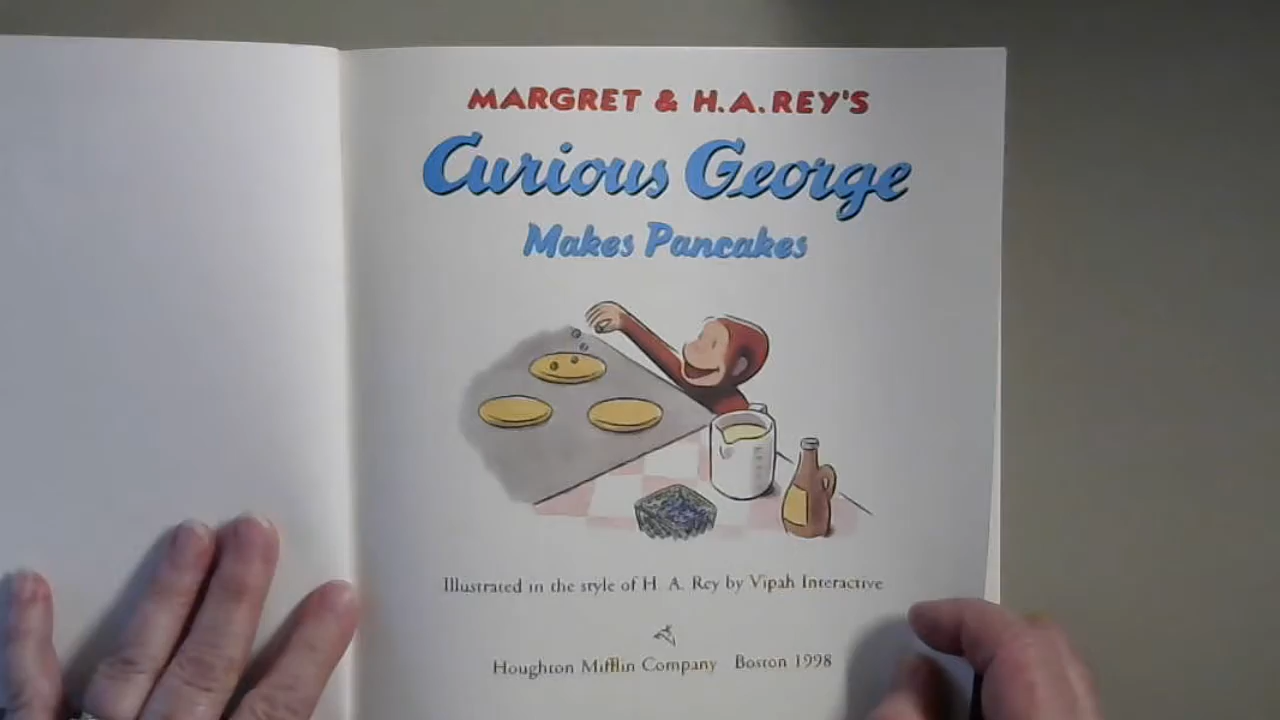 MARGRET & H.A.REY'S
Curious George
Makes Pancakes
Illustrated in the style of H. A. Rey by Vipah Interactive
Houghton Mifflin Company Boston 1998